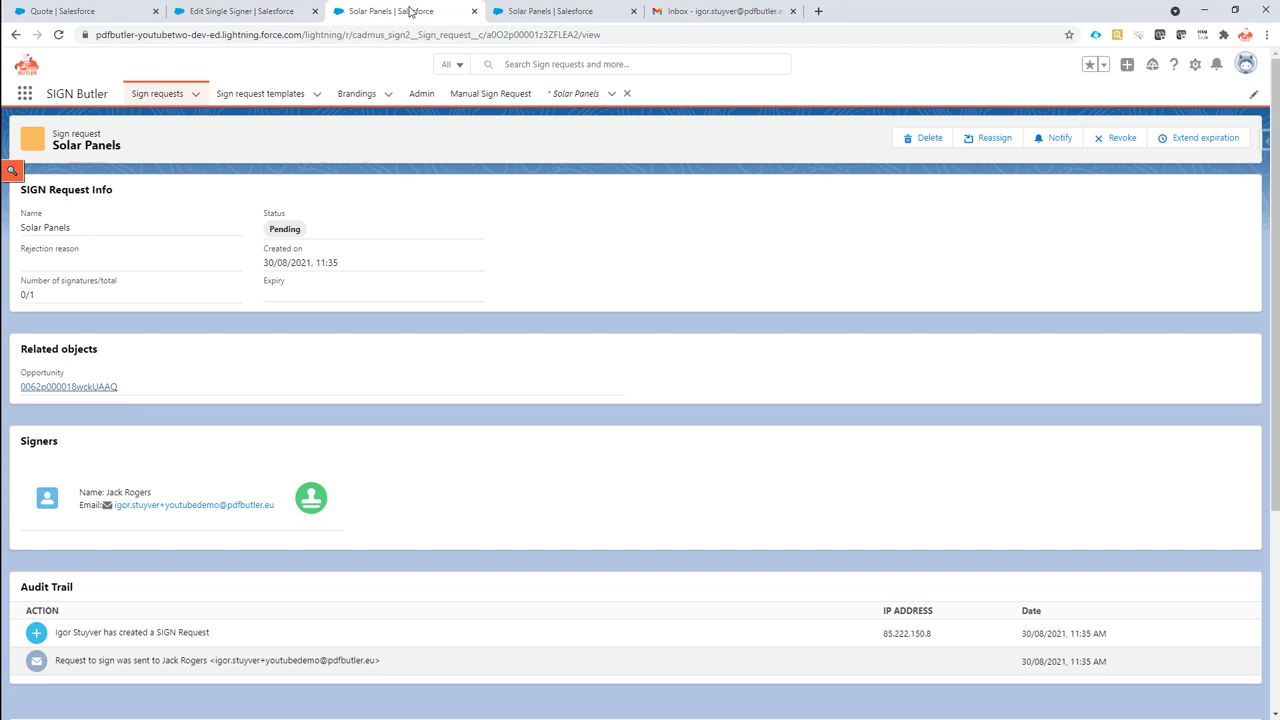 Quote | Salesforce
Edit Single Signer | Salesforce
Solar Panels | Salesforce
Solar Panels | Salesforce
Inbox - igor.stuyver@pdfbutler.e
pdfbutler-youtubetwo-dev-ed.lightning.force.com/lightning/r/cadmus_sign2__Sign_request__c/a0O2p00001z3ZFLEA2/view
BUTLER
All
Search Sign requests and more...
SIGN Butler
Sign requests
Sign request templates
Brandings
Admin
Manual Sign Request
* Solar Panels
Sign request
Solar Panels
Delete
Reassign
Notify
Revoke
Extend expiration
SIGN Request Info
Name
Status
Solar Panels
Pending
Rejection reason
Created on
30/08/2021, 11:35
Number of signatures/total
Expiry
0/1
Related objects
Opportunity
0062p000018wckUAAQ
Signers
Name: Jack Rogers
Email: igor.stuyver+youtubedemo@pdfbutler.eu
Audit Trail
ACTION IP ADDRESS Date
Igor Stuyver has created a SIGN Request 85.222.150.8 30/08/2021, 11:35 AM
Request to sign was sent to Jack Rogers <igor.stuyver+youtubedemo@pdfbutler.eu> 30/08/2021, 11:35 AM